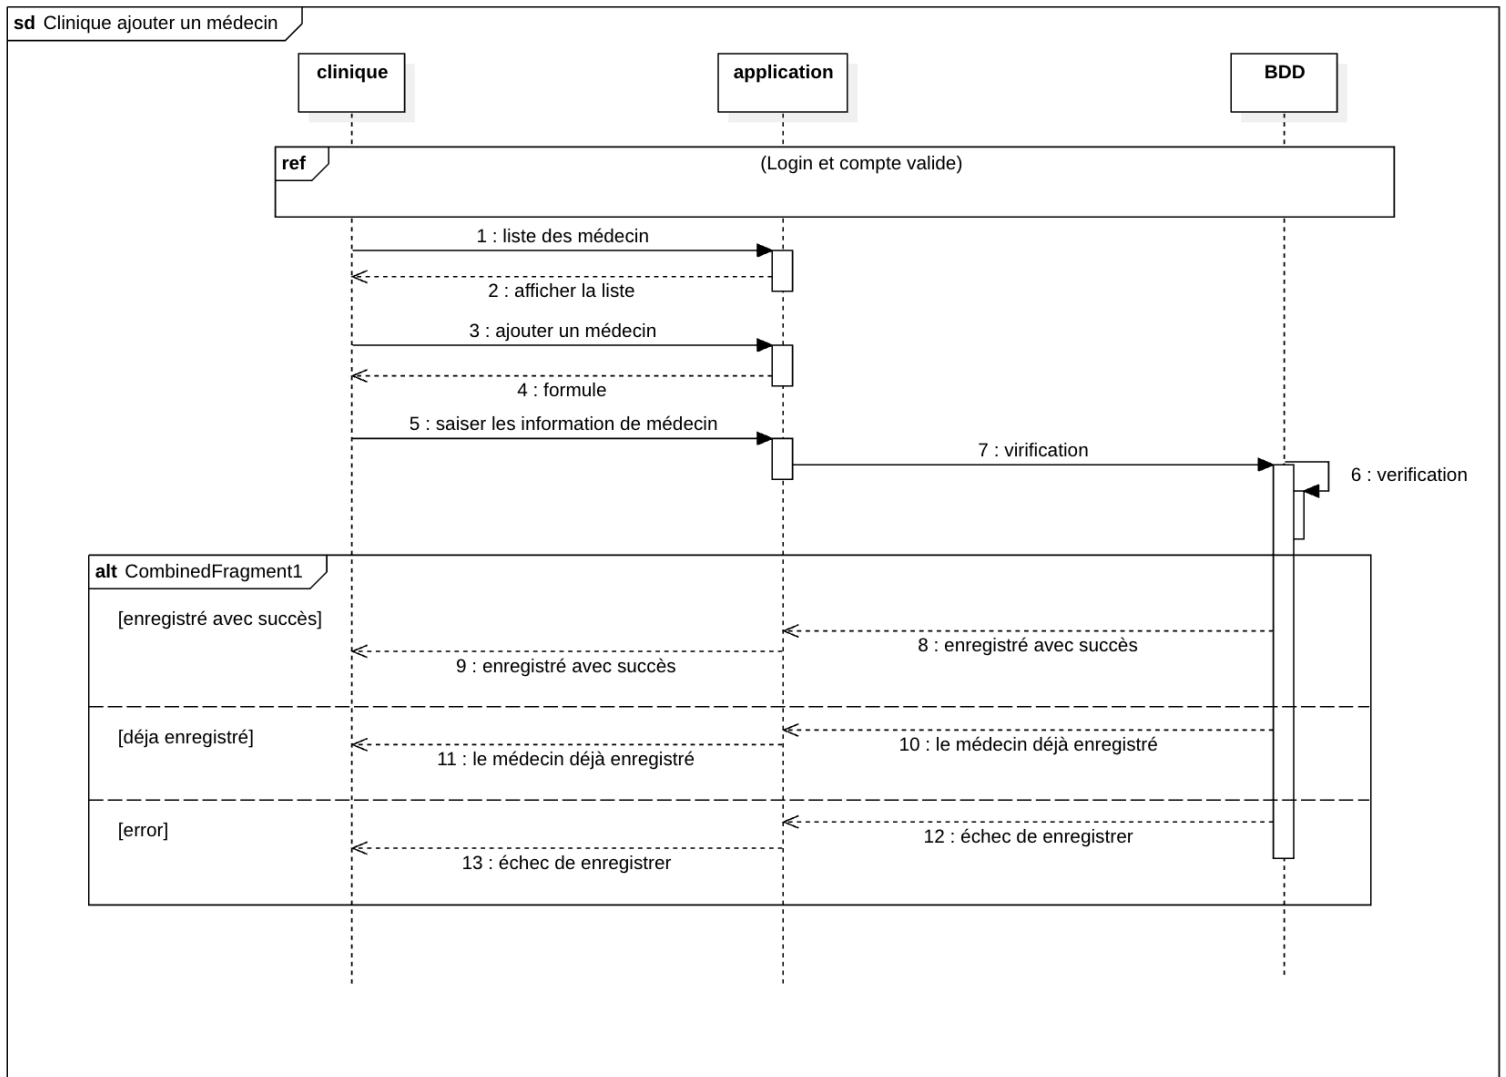 sd Clinique ajouter un médecin
clinique
application
BDD
ref
(Login et compte valide)
1 : liste des médecin
2 : afficher la liste
3 : ajouter un médecin
4 : formule
5 : saiser les information de médecin
7 : virification
6 : verification
alt CombinedFragment1
[enregistré avec succès]
8 : enregistré avec succès
9 : enregistré avec succès
[déja enregistré]
10 : le médecin déjà enregistré
11 : le médecin déjà enregistré
[error]
12 : échec de enregistrer
13 : échec de enregistrer